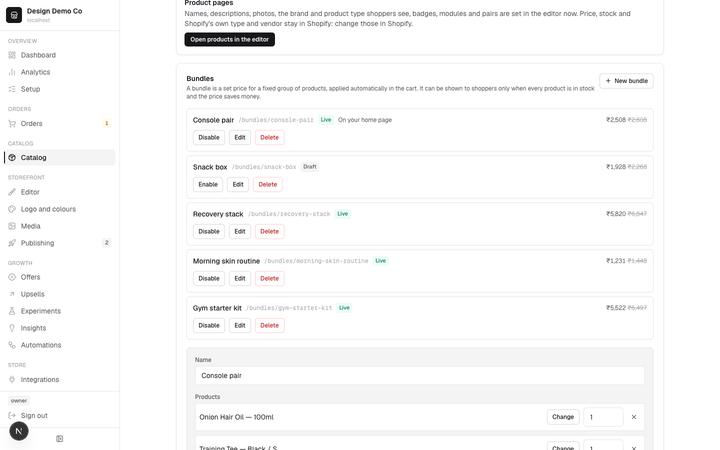 Design Demo Co
localhost
OVERVIEW
Dashboard
Analytics
Setup
ORDERS
Orders 1
CATALOG
Catalog
STOREFRONT
Editor
Logo and colours
Media
Publishing 2
GROWTH
Offers
Upsells
Experiments
Insights
Automations
STORE
Integrations
owner
Sign out
N
Product pages
Names, descriptions, photos, the brand and product type shoppers see, badges, modules and pairs are set in the editor now. Price, stock and
Shopify's own type and vendor stay in Shopify: change those in Shopify.
Open products in the editor
Bundles
A bundle is a set price for a fixed group of products, applied automatically in the cart. It can be shown to shoppers only when every product is in stock
and the price saves money.
+ New bundle
Console pair /bundles/console-pair Live On your home page ₹2,508
Disable Edit Delete
Snack box /bundles/snack-box Draft ₹1,928 ₹2,268
Enable Edit Delete
Recovery stack /bundles/recovery-stack Live ₹5,820 ₹6,847
Disable Edit Delete
Morning skin routine /bundles/morning-skin-routine Live ₹1,231 ₹1,448
Disable Edit Delete
Gym starter kit /bundles/gym-starter-kit Live ₹5,522 ₹6,497
Disable Edit Delete
Name
Console pair
Products
Onion Hair Oil — 100ml Change 1 ×
Training Tee — Black / S Change 1 ×